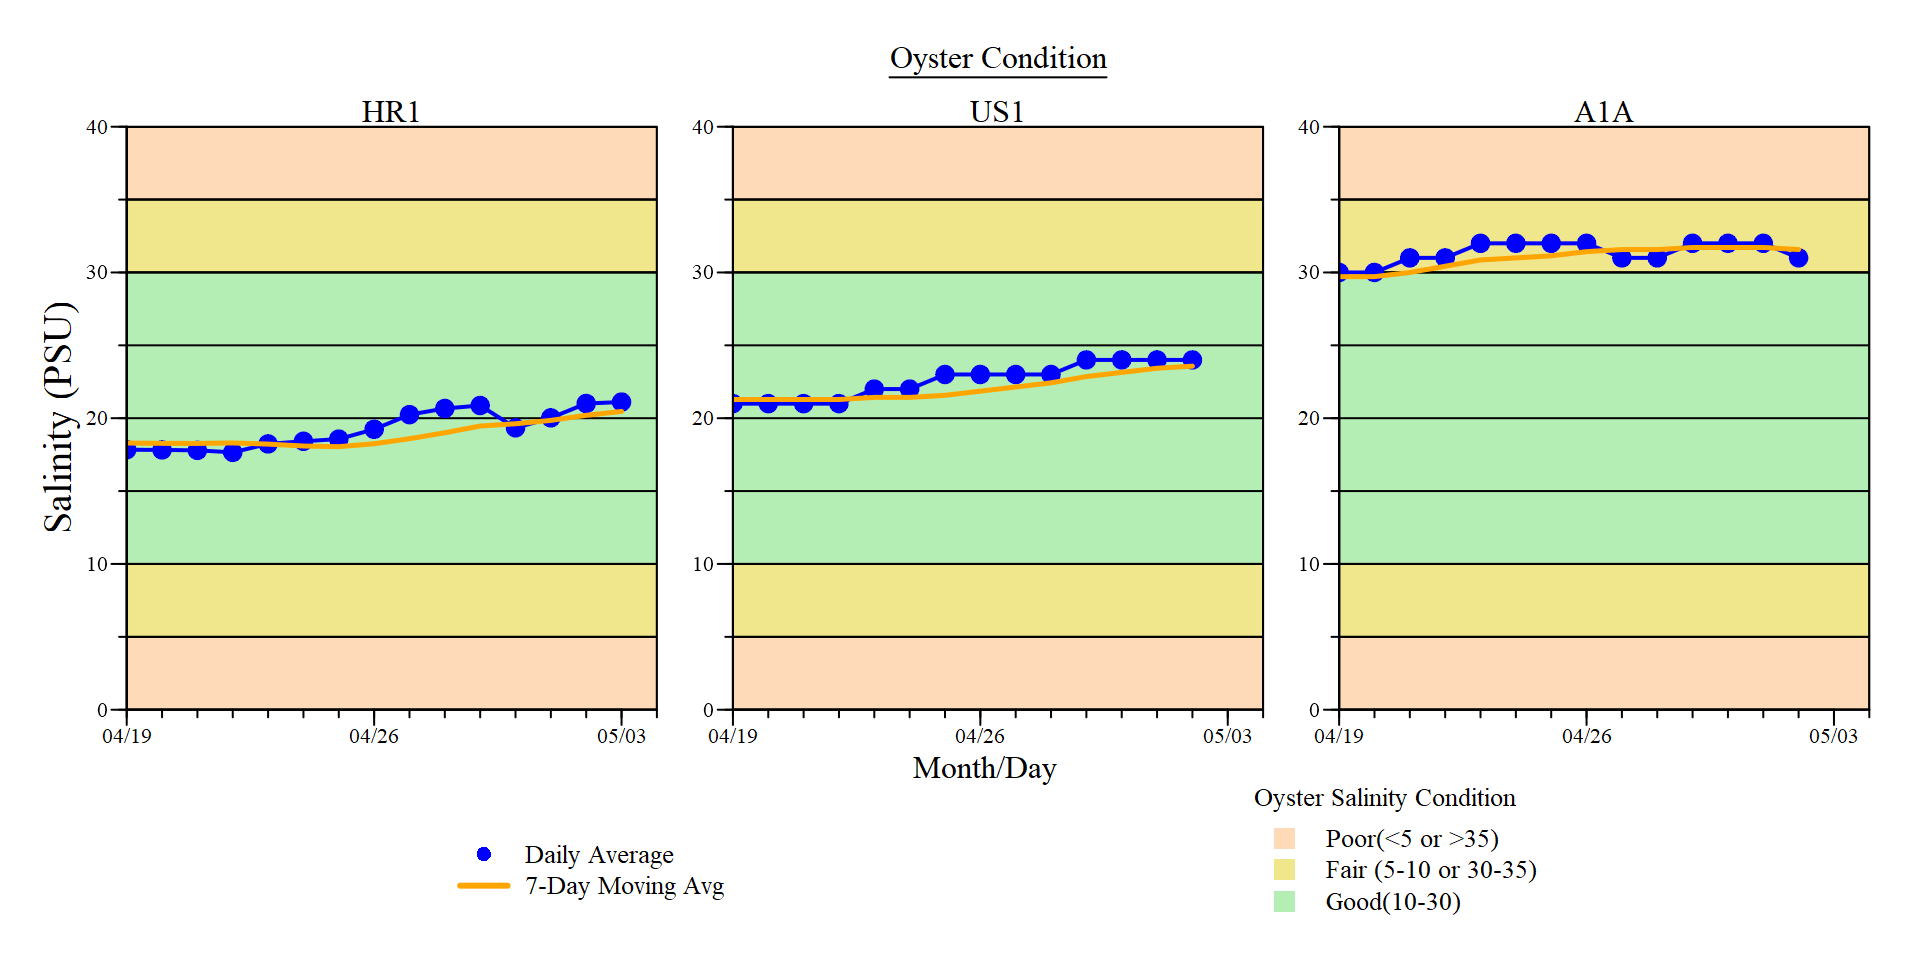 Oyster Condition
HR1
US1
A1A
Salinity (PSU)
40
30
20
10
0
04/19
04/26
05/03
40
30
20
10
0
04/19
04/26
05/03
40
30
20
10
0
04/19
04/26
05/03
Month/Day
Daily Average
7-Day Moving Avg
Oyster Salinity Condition
Poor(<5 or >35)
Fair (5-10 or 30-35)
Good(10-30)